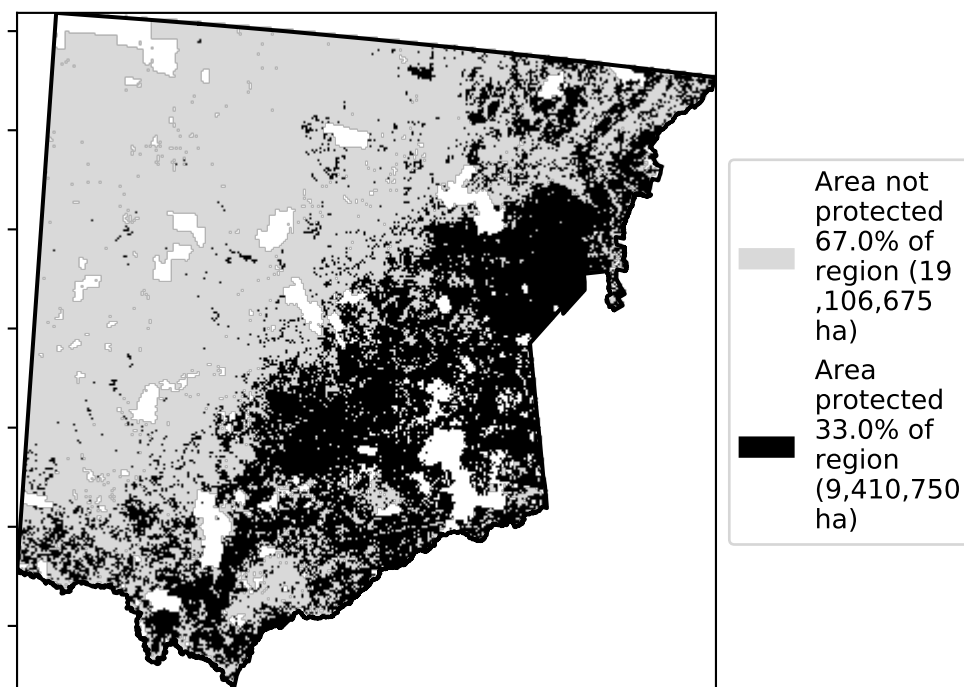 Area not
protected
67.0% of
region (19
,106,675
ha)
Area
protected
33.0% of
region
(9,410,750
ha)